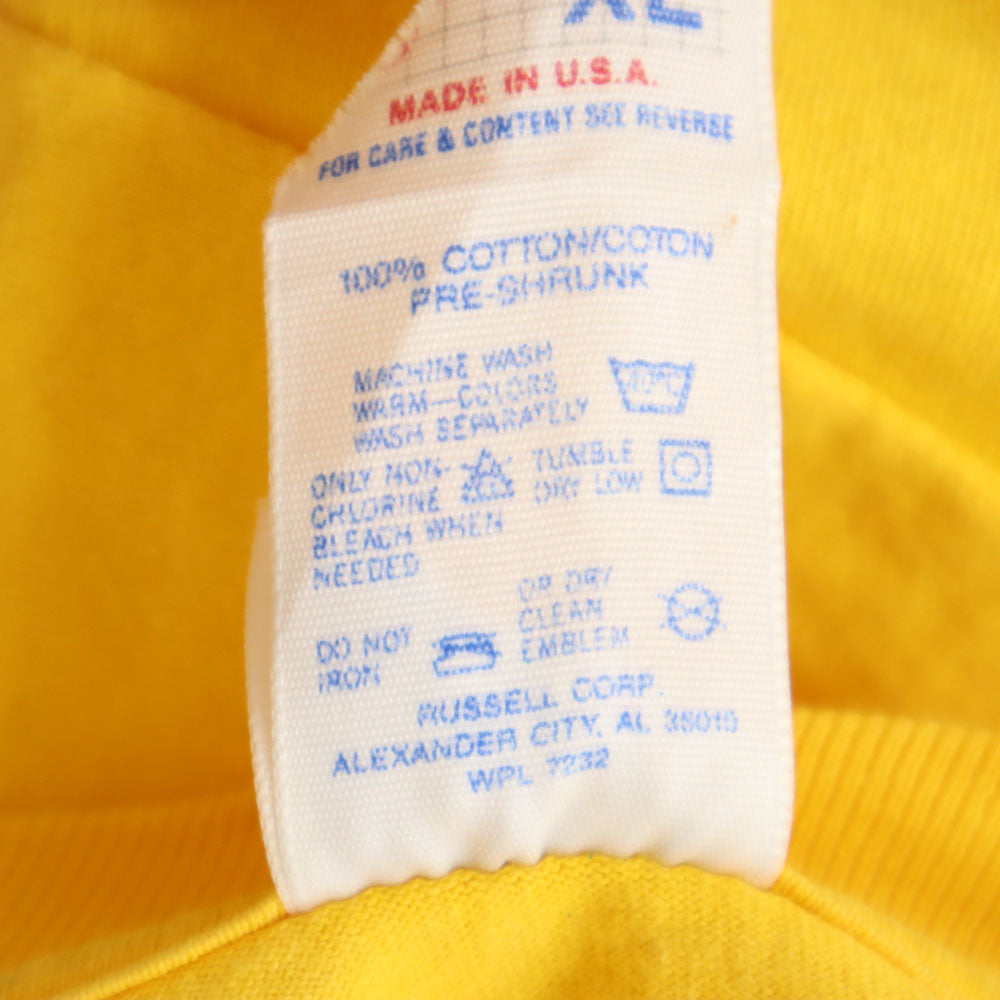 XL
MADE IN U.S.A.
FOR CARE & CONTENT SEE REVERSE
100% COTTON/COTON
PRE-SHRUNK
MACHINE WASH
WARM—COLORS
WASH SEPARATELY
40°C
ONLY NON-
CHLORINE
BLEACH WHEN
NEEDED
TUMBLE
DRY LOW
DO NOT
IRON
OR DRY
CLEAN
EMBLEM
RUSSELL CORP.
ALEXANDER CITY, AL 35010
WPL 7232